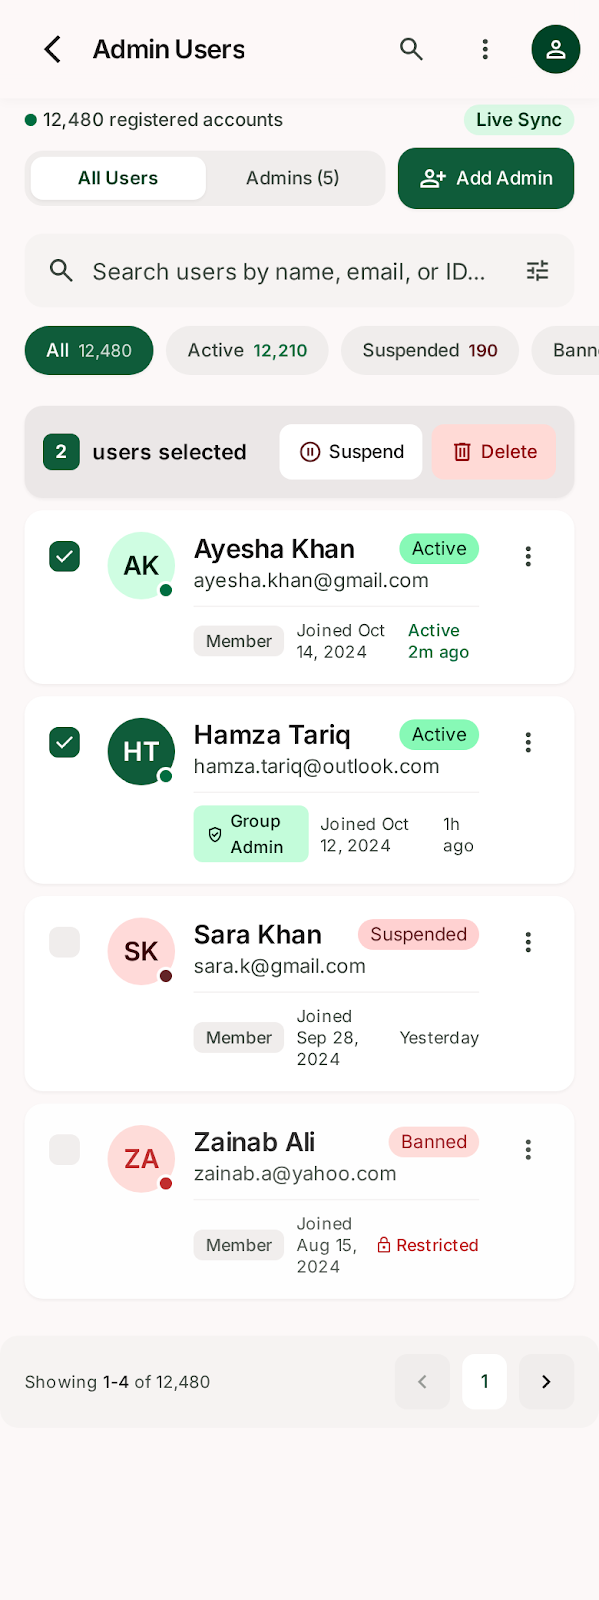 Admin Users
12,480 registered accounts
Live Sync
All Users
Admins (5)
Add Admin
Search users by name, email, or ID...
All 12,480
Active 12,210
Suspended 190
Bann
2 users selected
Suspend
Delete
AK
Ayesha Khan
Active
ayesha.khan@gmail.com
Member
Joined Oct
14, 2024
Active
2m ago
HT
Hamza Tariq
Active
hamza.tariq@outlook.com
Group
Admin
Joined Oct
12, 2024
1h
ago
SK
Sara Khan
Suspended
sara.k@gmail.com
Member
Joined
Sep 28,
2024
Yesterday
ZA
Zainab Ali
Banned
zainab.a@yahoo.com
Member
Joined
Aug 15,
2024
Restricted
Showing 1-4 of 12,480
1